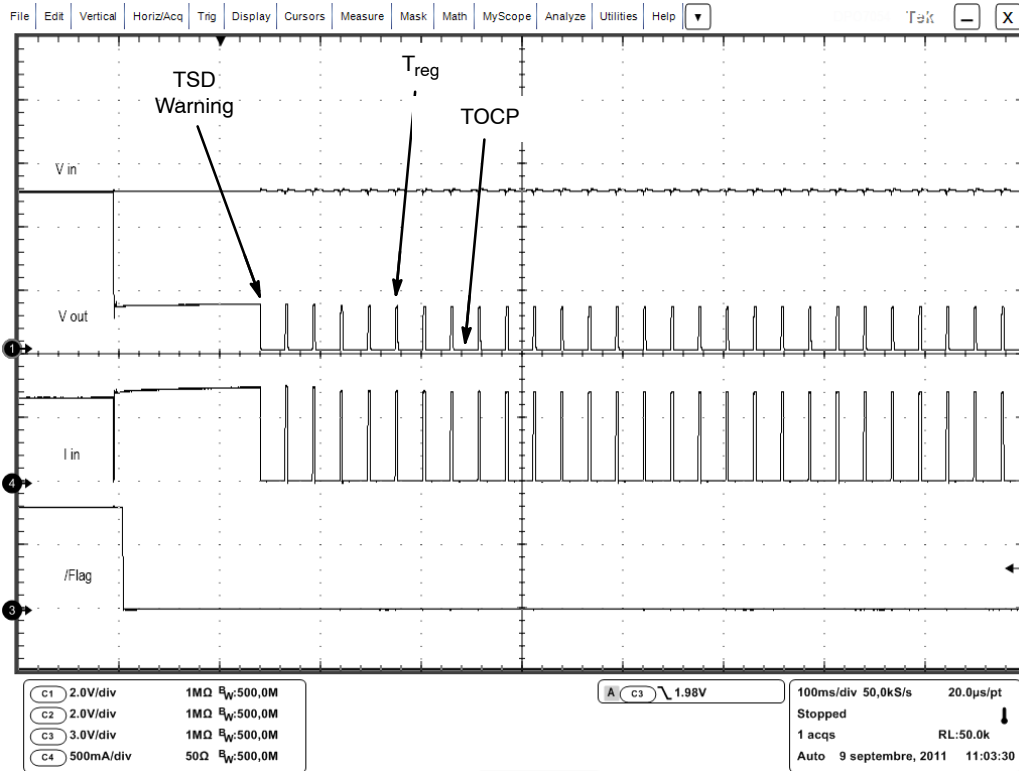 File Edit Vertical Horiz/Acq Trig Display Cursors Measure Mask Math MyScope Analyze Utilities Help ▼ Tek – X
TSD
Warning
Treg
TOCP
V in
V out
1
I in
4
/Flag
3
C1 2.0V/div 1MΩ BW:500,0M
C2 2.0V/div 1MΩ BW:500,0M
C3 3.0V/div 1MΩ BW:500,0M
C4 500mA/div 50Ω BW:500,0M
A C3 1.98V
100ms/div 50,0kS/s 20.0µs/pt
Stopped
1 acqs RL:50.0k
Auto 9 septembre, 2011 11:03:30